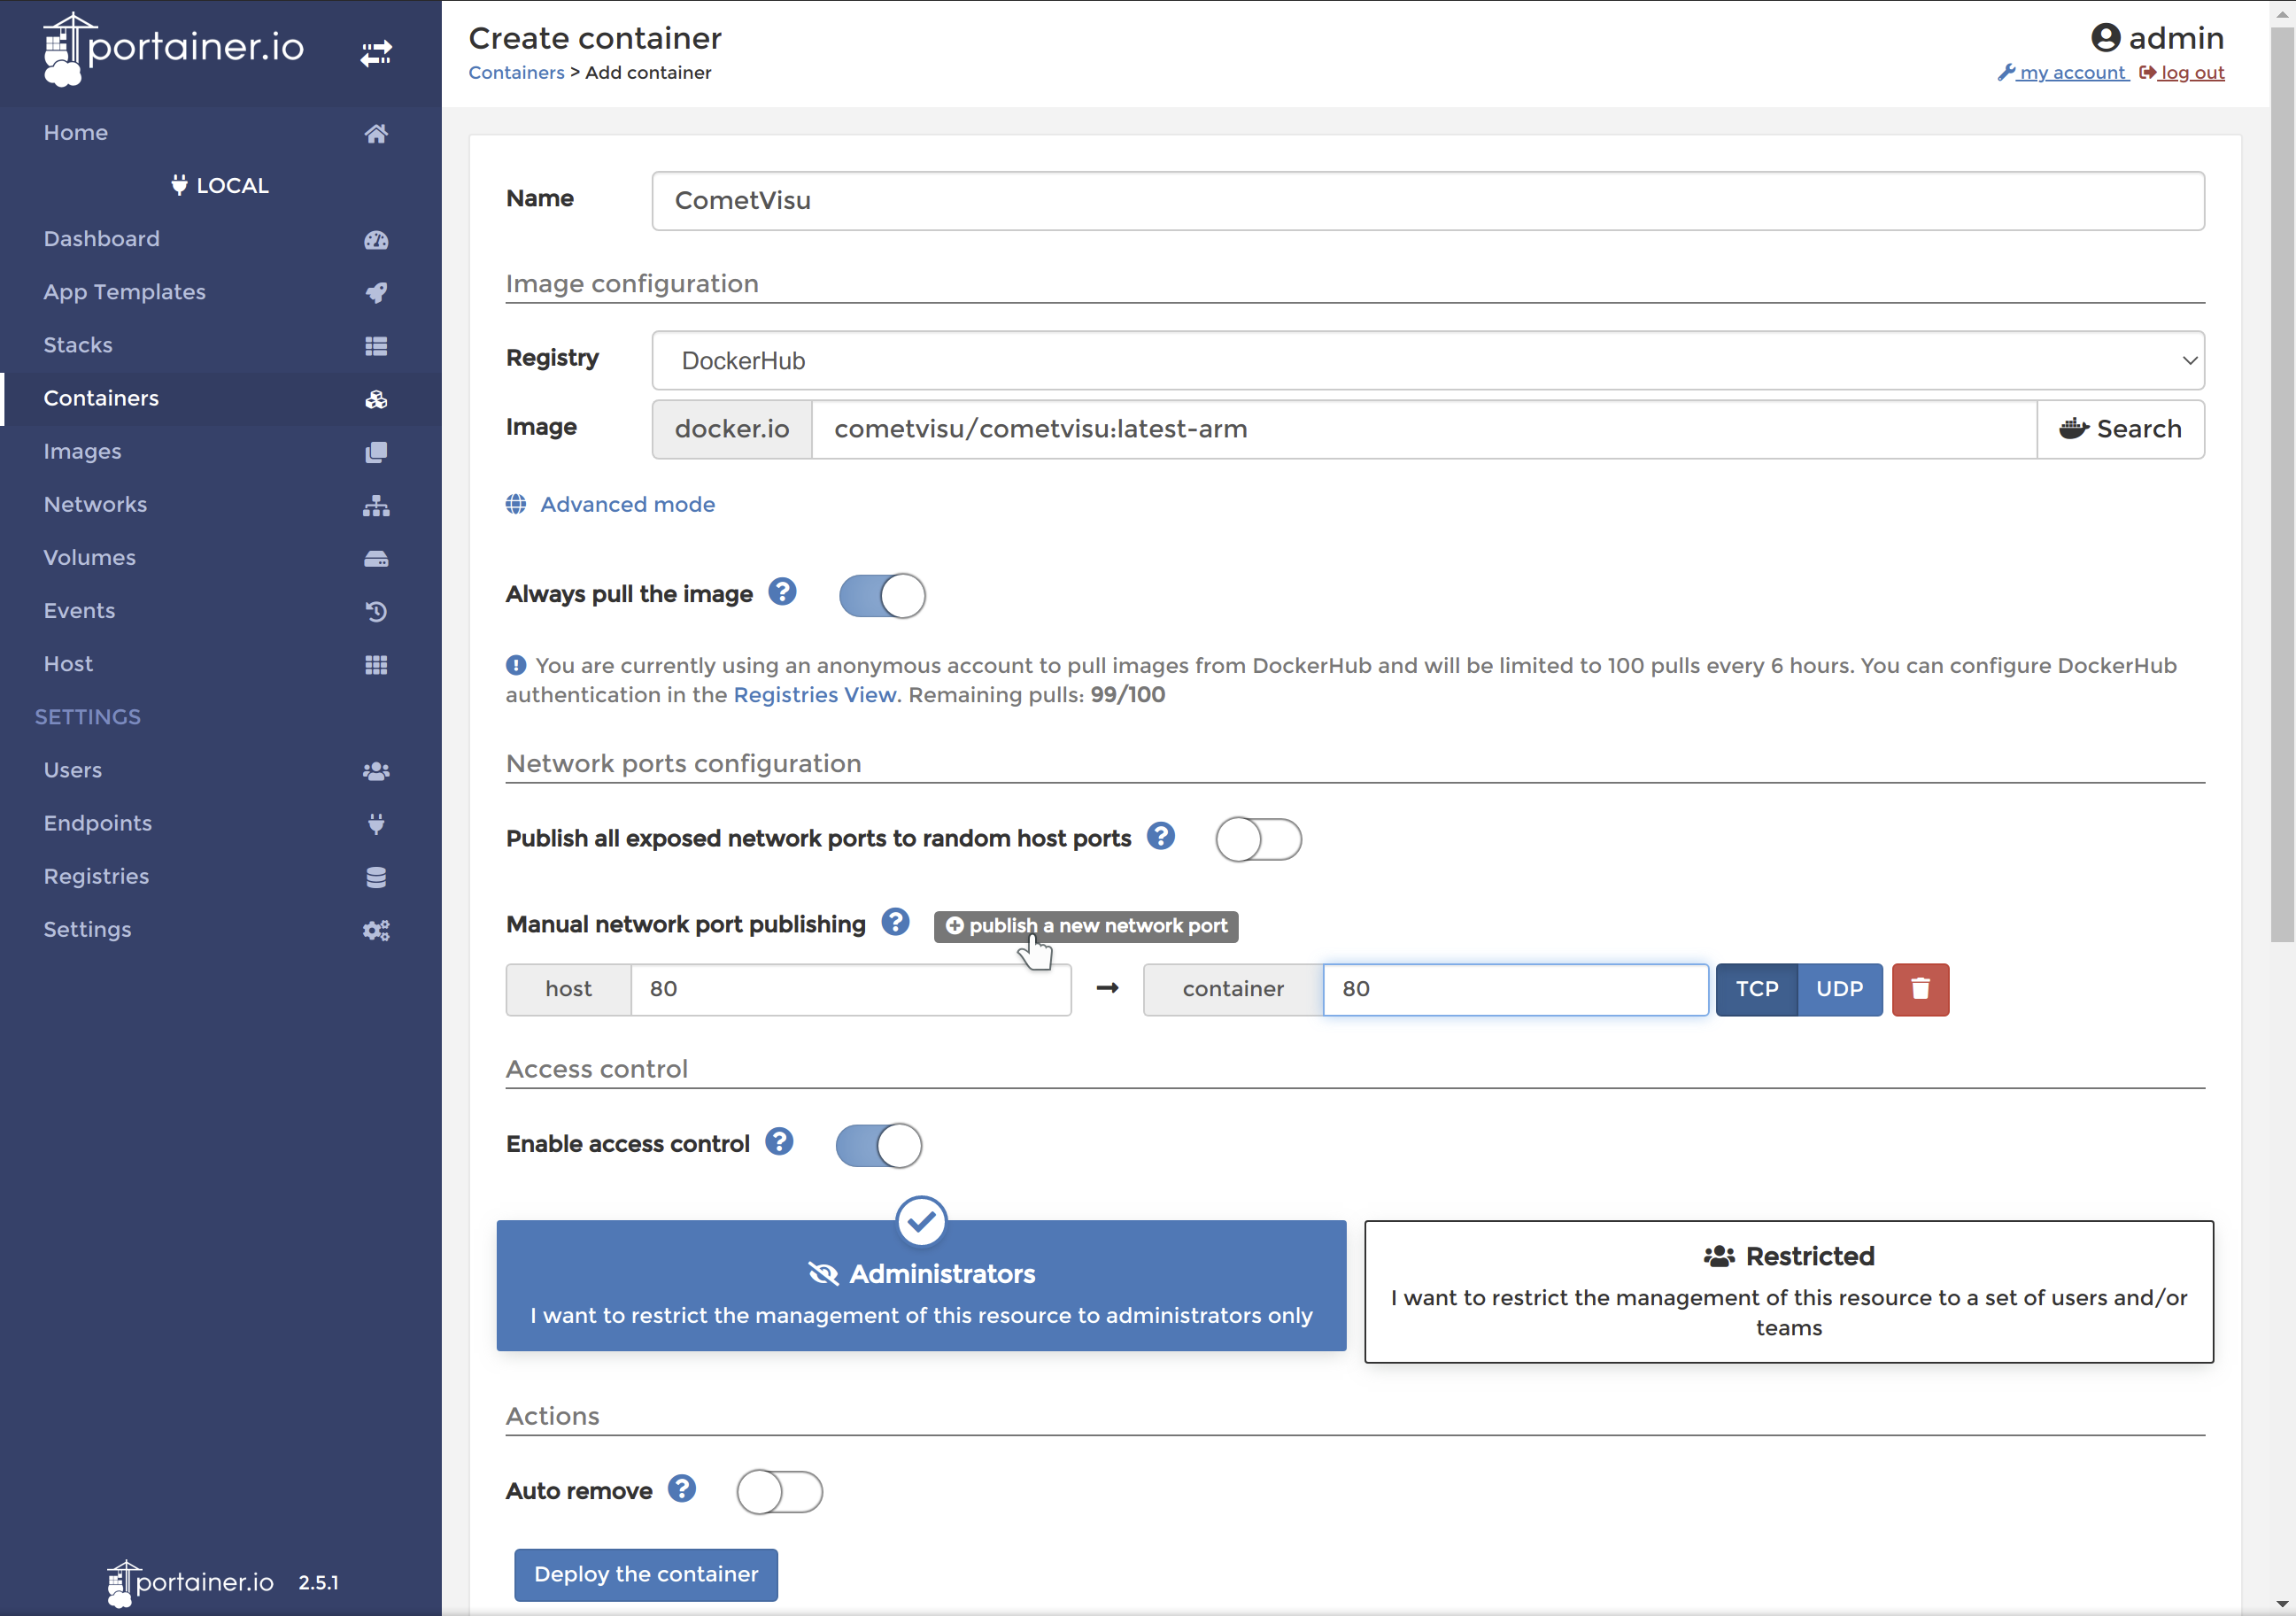 portainer.io
Create container
Containers > Add container
admin
my account log out
Home
LOCAL
Dashboard
App Templates
Stacks
Containers
Images
Networks
Volumes
Events
Host
SETTINGS
Users
Endpoints
Registries
Settings
portainer.io 2.5.1
Name CometVisu
Image configuration
Registry DockerHub
Image docker.io cometvisu/cometvisu:latest-arm Search
Advanced mode
Always pull the image
You are currently using an anonymous account to pull images from DockerHub and will be limited to 100 pulls every 6 hours. You can configure DockerHub
authentication in the Registries View. Remaining pulls: 99/100
Network ports configuration
Publish all exposed network ports to random host ports
Manual network port publishing publish a new network port
host 80 → container 80 TCP UDP
Access control
Enable access control
Administrators
I want to restrict the management of this resource to administrators only
Restricted
I want to restrict the management of this resource to a set of users and/or
teams
Actions
Auto remove
Deploy the container